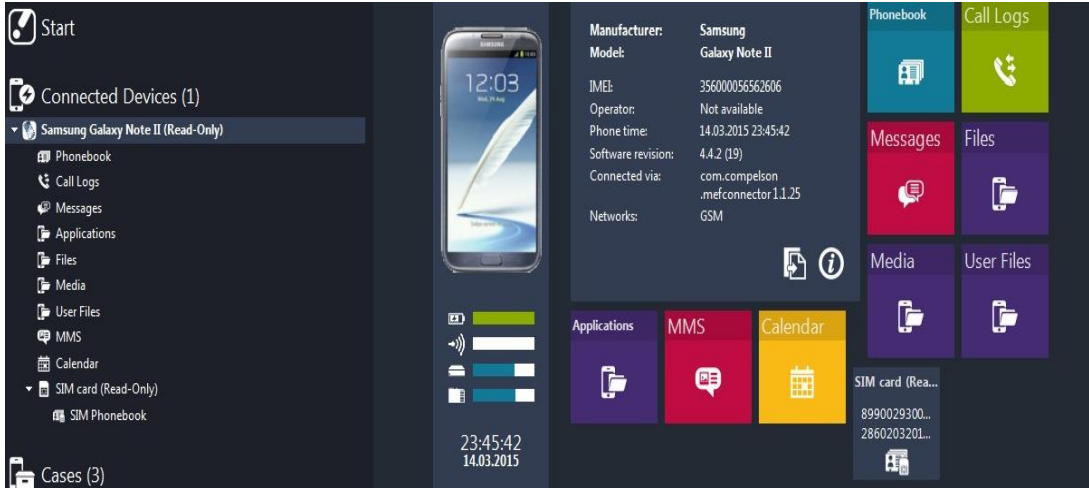 Start
Connected Devices (1)
Samsung Galaxy Note II (Read-Only)
Phonebook
Call Logs
Messages
Applications
Files
Media
User Files
MMS
Calendar
SIM card (Read-Only)
SIM Phonebook
Cases (3)
SAMSUNG
12:03
Wed, 29 Aug
23:45:42
14.03.2015
Manufacturer: Samsung
Model: Galaxy Note II
IMEI: 356000056562606
Operator: Not available
Phone time: 14.03.2015 23:45:42
Software revision: 4.4.2 (19)
Connected via: com.compelson
.mefconnector 1.1.25
Networks: GSM
Phonebook
Call Logs
Messages
Files
Media
User Files
Applications
MMS
Calendar
SIM card (Rea...
8990029300...
2860203201...